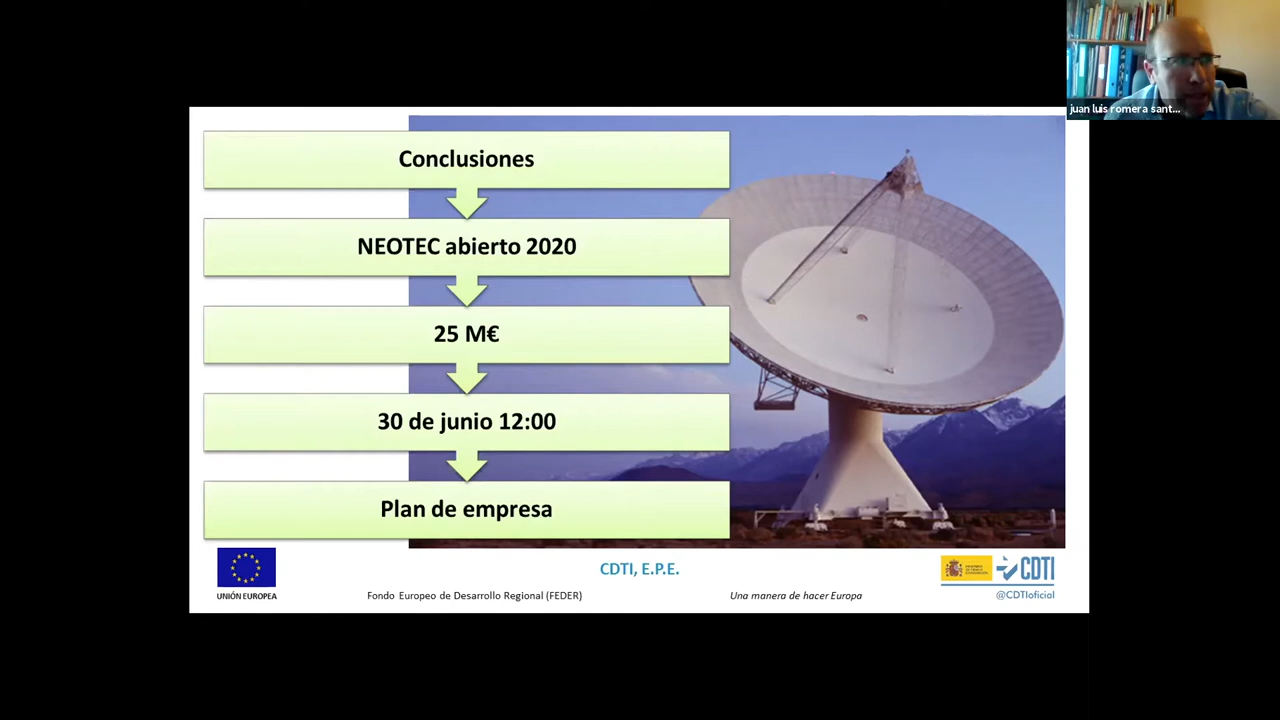 juan luis romera sant...
Conclusiones
NEOTEC abierto 2020
25 M€
30 de junio 12:00
Plan de empresa
UNIÓN EUROPEA
CDTI, E.P.E.
Fondo Europeo de Desarrollo Regional (FEDER)
Una manera de hacer Europa
CDTI
@CDTIoficial